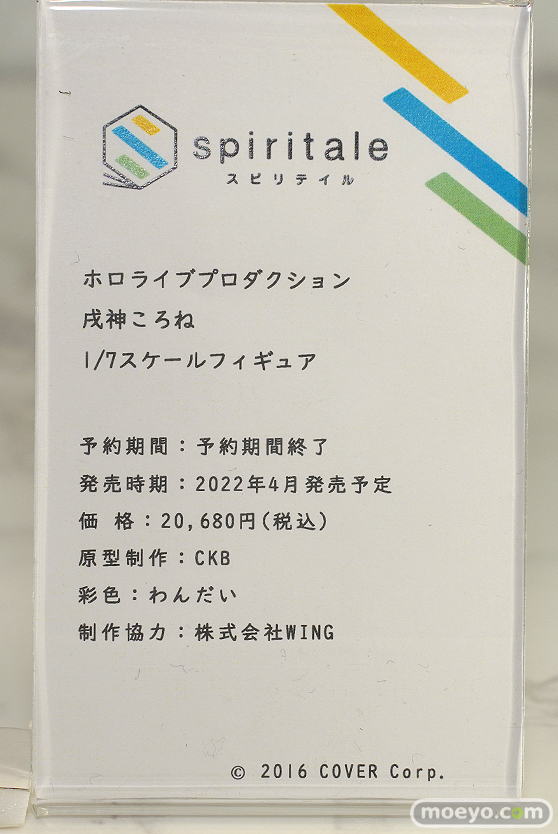 spiritale
スピリテイル
ホロライブプロダクション
戌神ころね
1/7スケールフィギュア
予約期間：予約期間終了
発売時期：2022年4月発売予定
価 格：20,680円(税込)
原型制作：CKB
彩色：わんだい
制作協力：株式会社WING
© 2016 COVER Corp.
moeyo.com